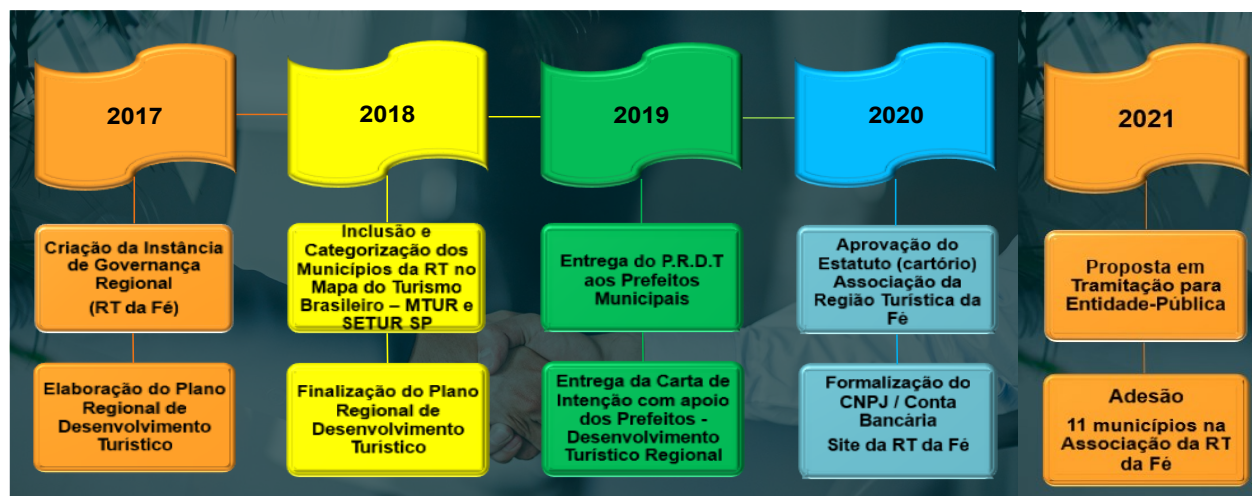 2017
Criação da Instância
de Governança
Regional
(RT da Fé)
Elaboração do Plano
Regional de
Desenvolvimento
Turístico
2018
Inclusão e
Categorização dos
Municípios da RT no
Mapa do Turismo
Brasileiro – MTUR e
SETUR SP
Finalização do Plano
Regional de
Desenvolvimento
Turístico
2019
Entrega do P.R.D.T
aos Prefeitos
Municipais
Entrega da Carta de
Intenção com apoio
dos Prefeitos -
Desenvolvimento
Turístico Regional
2020
Aprovação do
Estatuto (cartório)
Associação da
Região Turística da
Fé
Formalização do
CNPJ / Conta
Bancária
Site da RT da Fé
2021
Proposta em
Tramitação para
Entidade-Pública
Adesão
11 municípios na
Associação da RT
da Fé